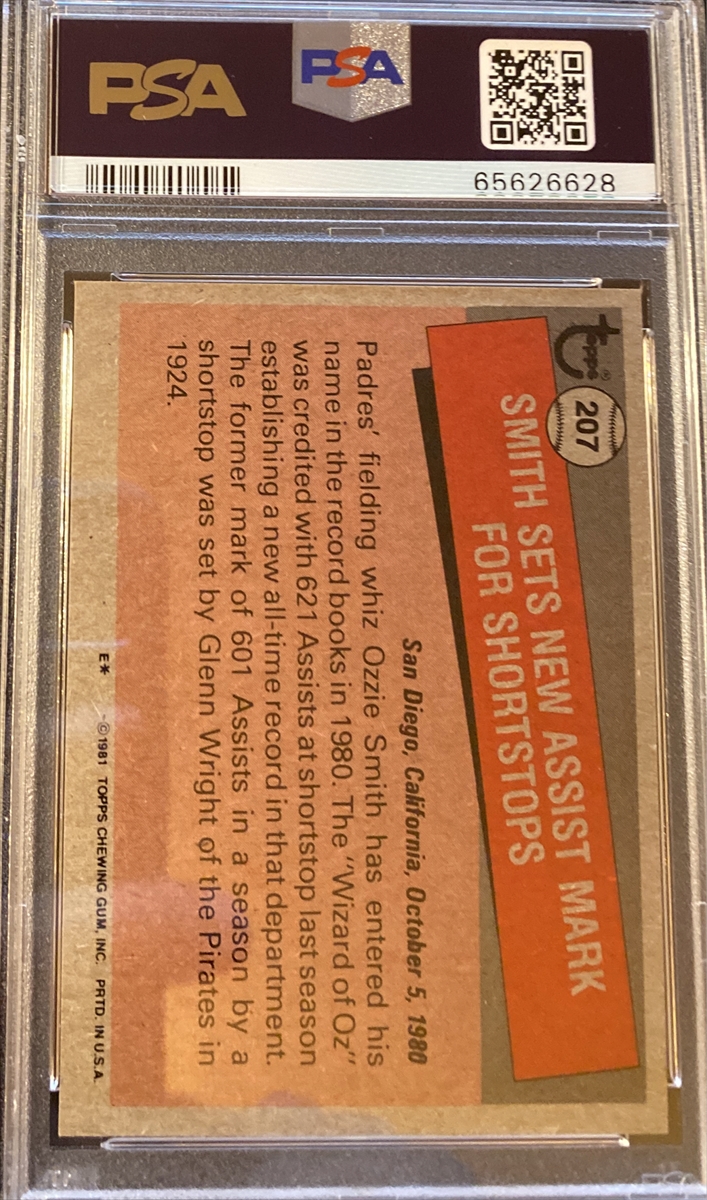 PSA
PSA
65626628
Topps®
207
SMITH SETS NEW ASSIST MARK
FOR SHORTSTOPS
San Diego, California, October 5, 1980
Padres' fielding whiz Ozzie Smith has entered his
name in the record books in 1980. The "Wizard of Oz"
was credited with 621 Assists at shortstop last season
establishing a new all-time record in that department.
The former mark of 601 Assists in a season by a
shortstop was set by Glenn Wright of the Pirates in
1924.
E* ©1981 TOPPS CHEWING GUM, INC. PRTD. IN U.S.A.